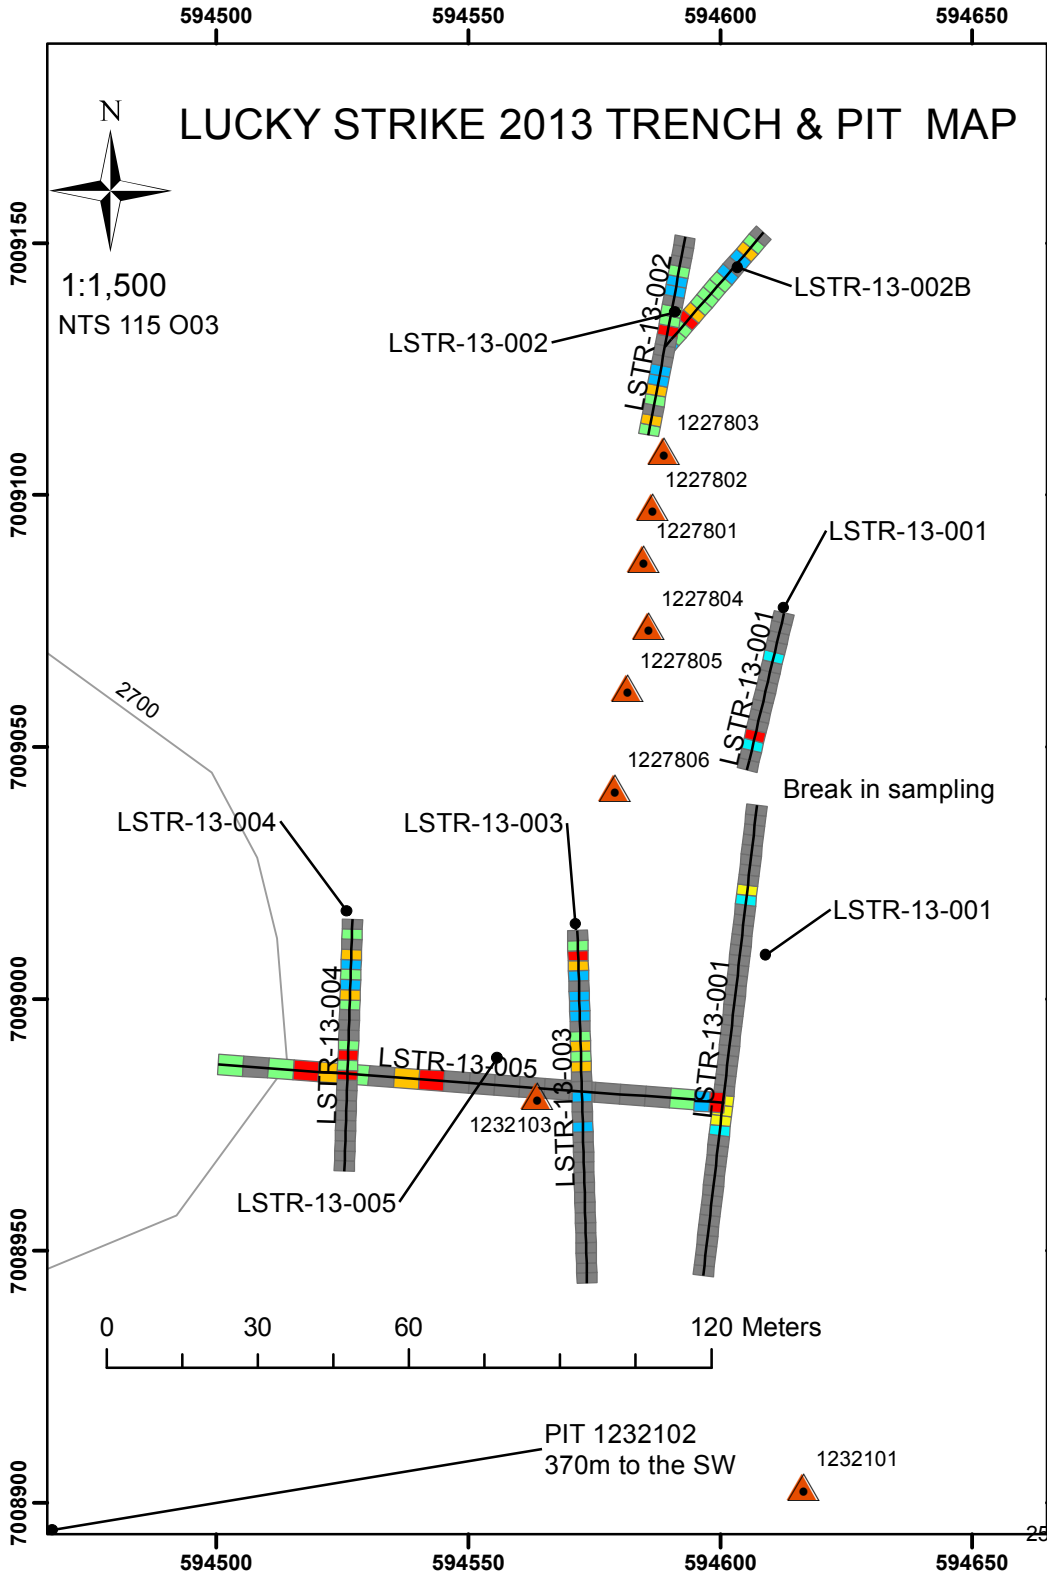 594500 594550 594600 594650
N
LUCKY STRIKE 2013 TRENCH & PIT MAP
1:1,500
NTS 115 O03
7009150
7009100
7009050
7009000
7008950
7008900
LSTR-13-002
LSTR-13-002B
LSTR-13-002
1227803
1227802
1227801
LSTR-13-001
1227804
LSTR-13-001
1227805
2700
1227806
Break in sampling
LSTR-13-004
LSTR-13-003
LSTR-13-001
LSTR-13-004
LSTR-13-001
LSTR-13-005
LSTR-13-003
1232103
LSTR-13-005
0 30 60 120 Meters
PIT 1232102
370m to the SW
1232101
25
594500 594550 594600 594650